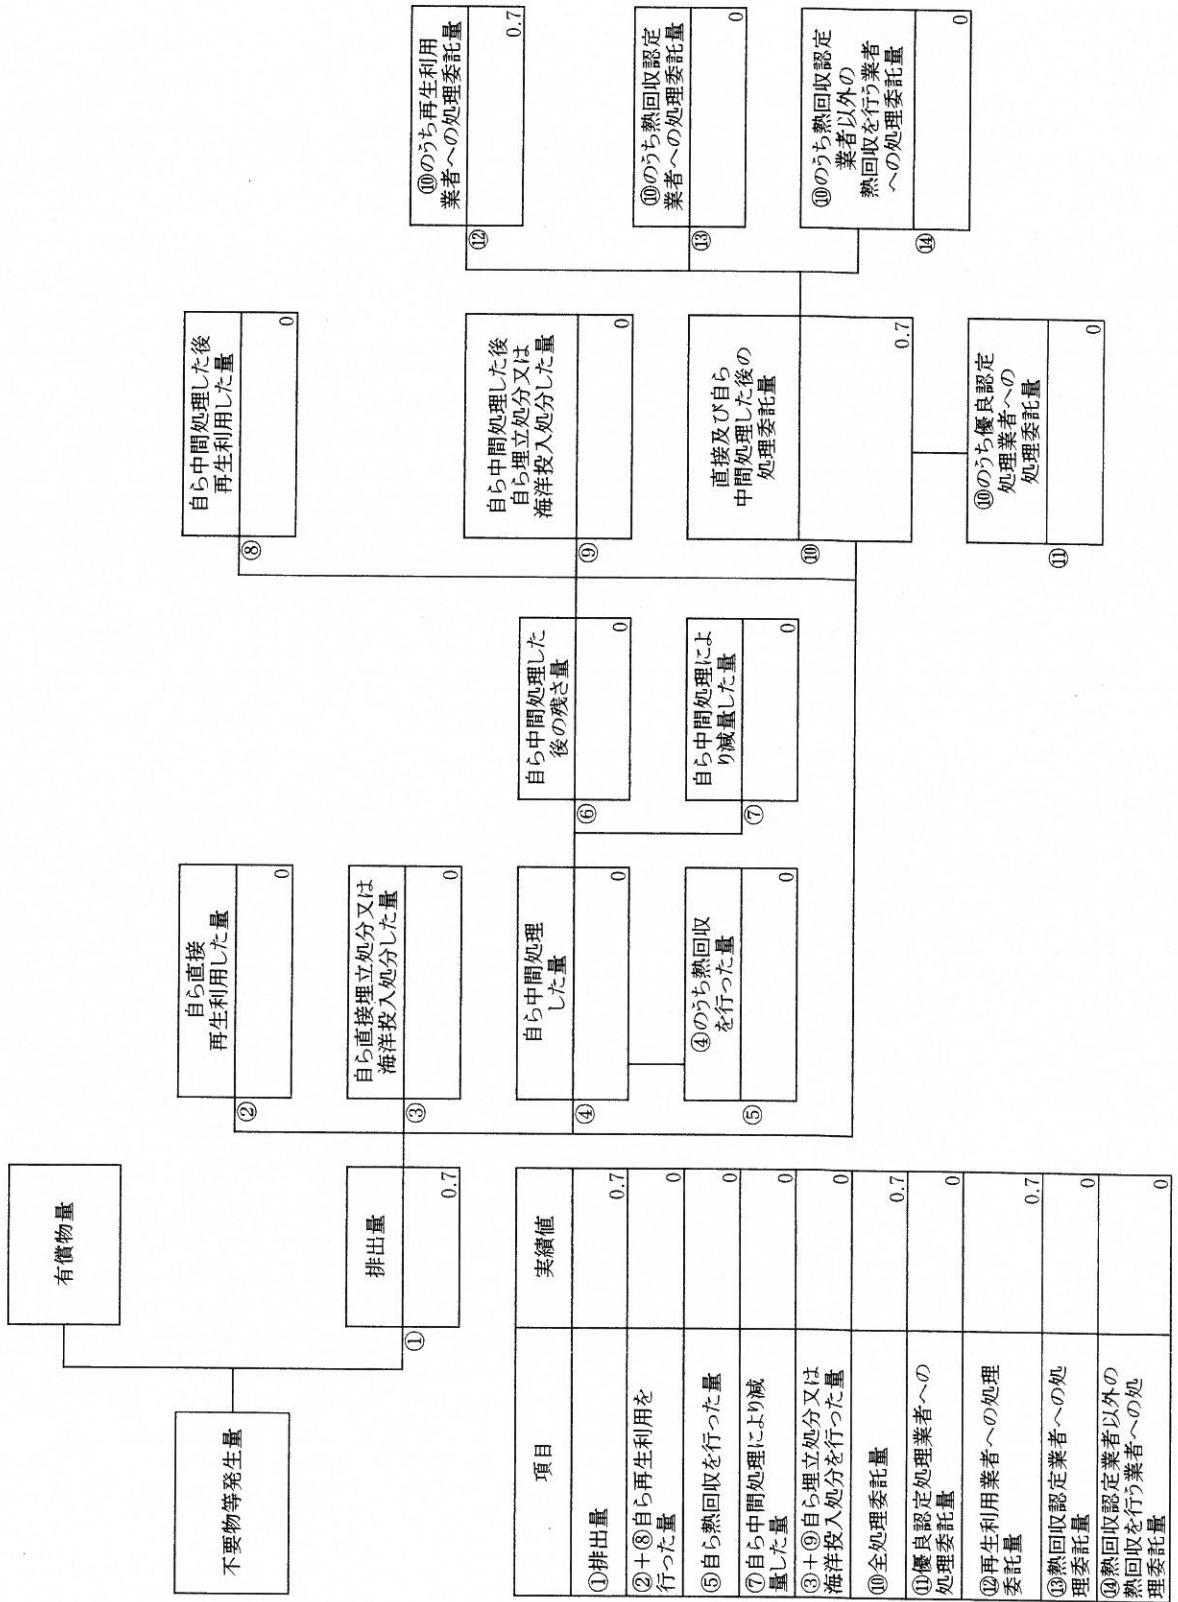 不要物等発生量
有償物量
排出量
①
0.7
自ら直接
再生利用した量
②
0
自ら直接埋立処分又は
海洋投入処分した量
③
0
自ら中間処理
した量
④
0
④のうち熱回収
を行った量
⑤
0
自ら中間処理した
後の残さ量
⑥
0
自ら中間処理によ
り減量した量
⑦
0
自ら中間処理した後
再生利用した量
⑧
0
自ら中間処理した後
自ら埋立処分又は
海洋投入処分した量
⑨
0
直接及び自ら
中間処理した後の
処理委託量
⑩
0.7
⑩のうち優良認定
処理業者への
処理委託量
⑪
0
⑩のうち再生利用
業者への処理委託量
⑫
0.7
⑩のうち熱回収認定
業者への処理委託量
⑬
0
⑩のうち熱回収認定
業者以外の
熱回収を行う業者
への処理委託量
⑭
0
項目
実績値
①排出量
0.7
②+⑧自ら再生利用を
行った量
0
⑤自ら熱回収を行った量
0
⑦自ら中間処理により減
量した量
0
③+⑨自ら埋立処分又は
海洋投入処分を行った量
0
⑩全処理委託量
0.7
⑪優良認定処理業者への
処理委託量
0
⑫再生利用業者への処理
委託量
0.7
⑬熱回収認定業者への処
理委託量
0
⑭熱回収認定業者以外の
熱回収を行う業者への処
理委託量
0